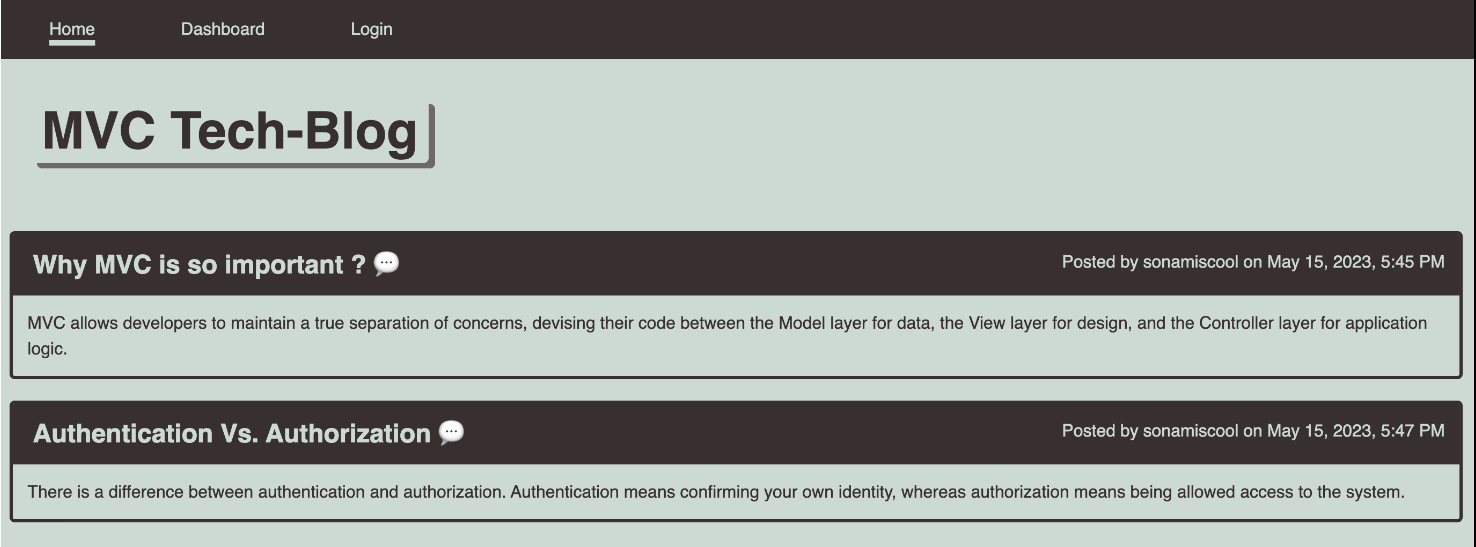 Home Dashboard Login
MVC Tech-Blog
Why MVC is so important ? 💬 Posted by sonamiscool on May 15, 2023, 5:45 PM
MVC allows developers to maintain a true separation of concerns, devising their code between the Model layer for data, the View layer for design, and the Controller layer for application
logic.
Authentication Vs. Authorization 💬 Posted by sonamiscool on May 15, 2023, 5:47 PM
There is a difference between authentication and authorization. Authentication means confirming your own identity, whereas authorization means being allowed access to the system.